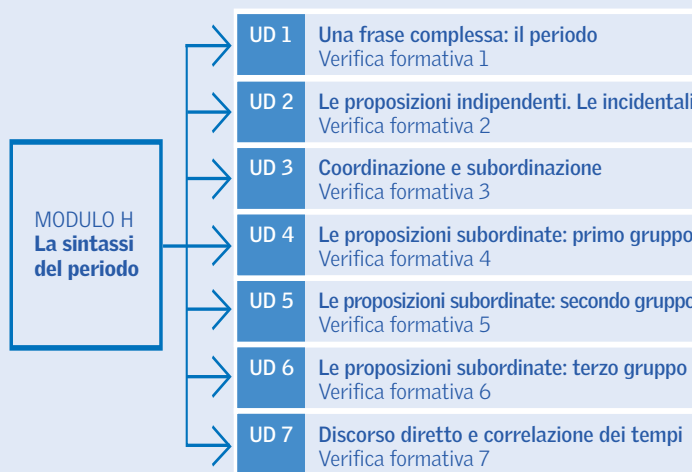 MODULO H
La sintassi
del periodo
UD 1
Una frase complessa: il periodo
Verifica formativa 1
UD 2
Le proposizioni indipendenti. Le incidentali
Verifica formativa 2
UD 3
Coordinazione e subordinazione
Verifica formativa 3
UD 4
Le proposizioni subordinate: primo gruppo
Verifica formativa 4
UD 5
Le proposizioni subordinate: secondo gruppo
Verifica formativa 5
UD 6
Le proposizioni subordinate: terzo gruppo
Verifica formativa 6
UD 7
Discorso diretto e correlazione dei tempi
Verifica formativa 7